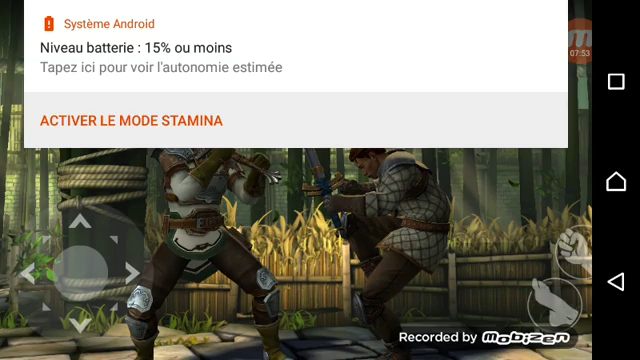 Système Android
Niveau batterie : 15% ou moins
Tapez ici pour voir l'autonomie estimée
ACTIVER LE MODE STAMINA
07:53
Recorded by Mobizen